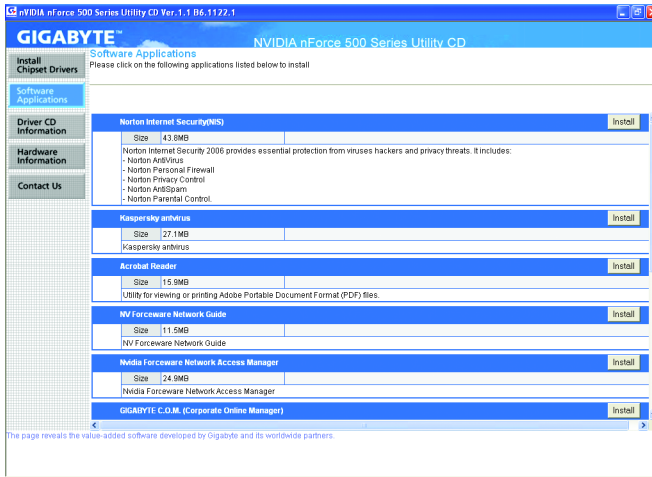 nVIDIA nForce 500 Series Utility CD Ver.1.1 B6.1122.1
GIGABYTE™
NVIDIA nForce 500 Series Utility CD
Install
Chipset Drivers
Software
Applications
Driver CD
Information
Hardware
Information
Contact Us
Software Applications
Please click on the following applications listed below to install
Norton Internet Security(NIS) Install
Size 43.8MB
Norton Internet Security 2006 provides essential protection from viruses hackers and privacy threats. It includes:
- Norton AntiVirus
- Norton Personal Firewall
- Norton Privacy Control
- Norton AntiSpam
- Norton Parental Control.
Kaspersky antvirus Install
Size 27.1MB
Kaspersky antvirus
Acrobat Reader Install
Size 15.9MB
Utility for viewing or printing Adobe Portable Document Format (PDF) files.
NV Forceware Network Guide Install
Size 11.5MB
NV Forceware Network Guide
Nvidia Forceware Network Access Manager Install
Size 24.9MB
Nvidia Forceware Network Access Manager
GIGABYTE C.O.M. (Corporate Online Manager) Install
The page reveals the value-added software developed by Gigabyte and its worldwide partners.